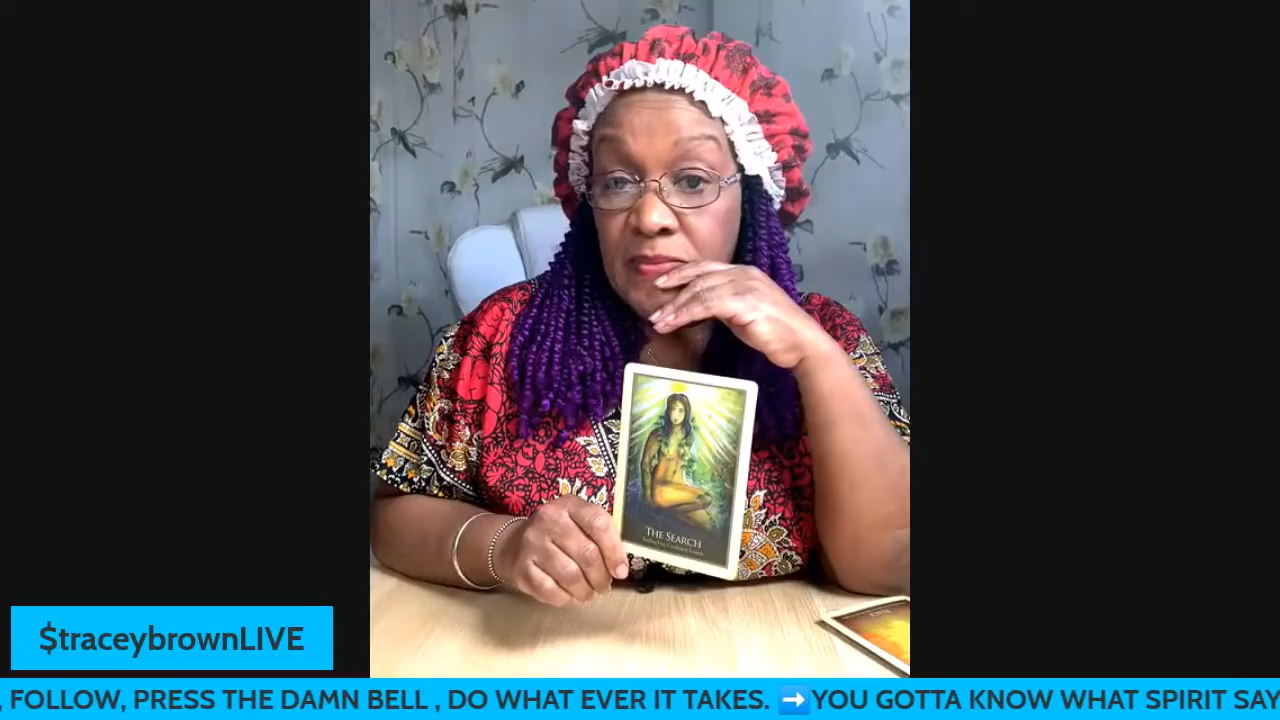 THE SEARCH
$traceybrownLIVE
, FOLLOW, PRESS THE DAMN BELL , DO WHAT EVER IT TAKES. ➡️YOU GOTTA KNOW WHAT SPIRIT SAY